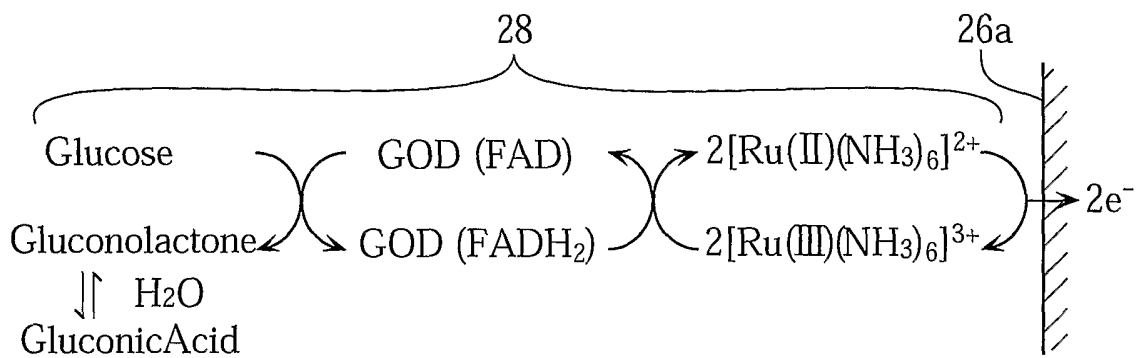 28 26a
Glucose GOD (FAD) 2[Ru(II)(NH3)6]2+
2e-
Gluconolactone GOD (FADH2) 2[Ru(III)(NH3)6]3+
H2O
GluconicAcid